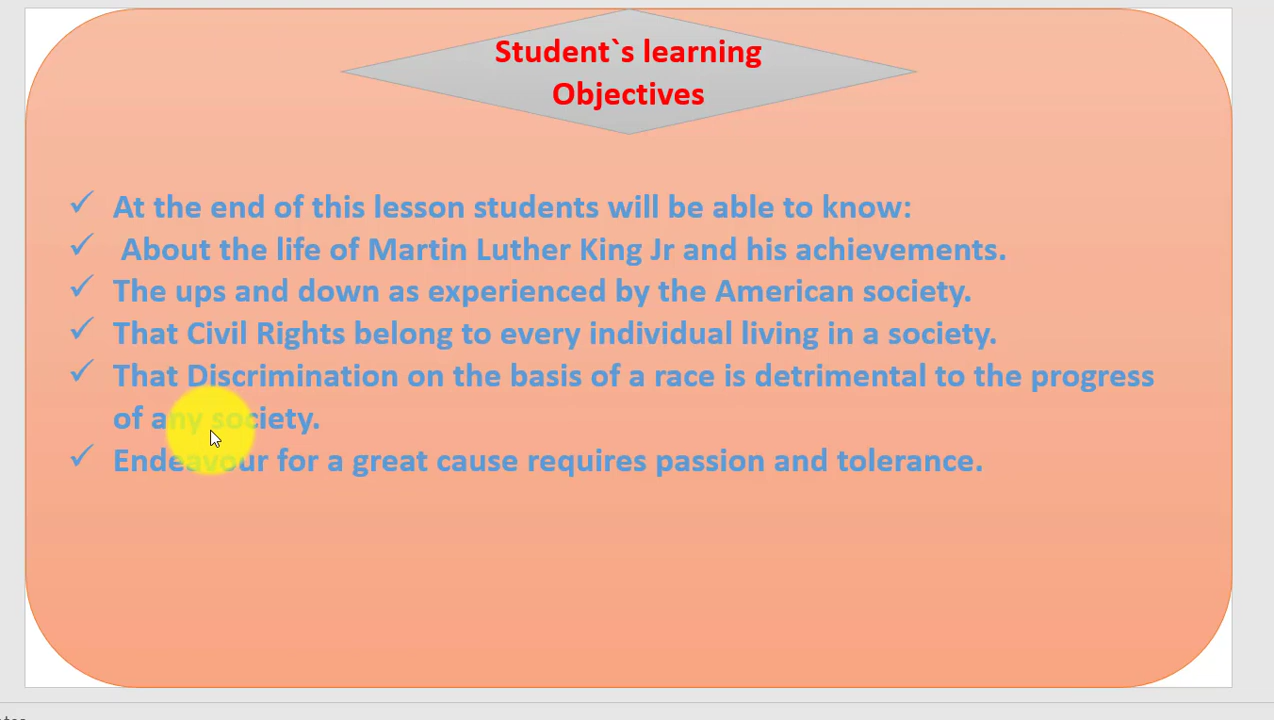 Student`s learning
Objectives
✓ At the end of this lesson students will be able to know:
✓ About the life of Martin Luther King Jr and his achievements.
✓ The ups and down as experienced by the American society.
✓ That Civil Rights belong to every individual living in a society.
✓ That Discrimination on the basis of a race is detrimental to the progress
of any society.
✓ Endeavour for a great cause requires passion and tolerance.